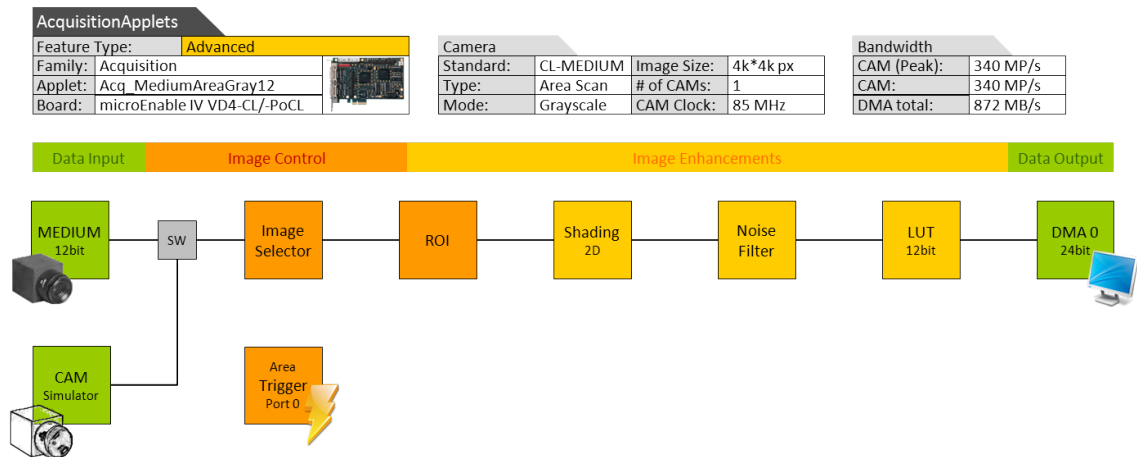 AcquisitionApplets
Feature Type: Advanced
Family: Acquisition
Applet: Acq_MediumAreaGray12
Board: microEnable IV VD4-CL/-PoCL
Camera
Standard: CL-MEDIUM Image Size: 4k*4k px
Type: Area Scan # of CAMs: 1
Mode: Grayscale CAM Clock: 85 MHz
Bandwidth
CAM (Peak): 340 MP/s
CAM: 340 MP/s
DMA total: 872 MB/s
Data Input Image Control Image Enhancements Data Output
MEDIUM
12bit
SW
Image
Selector
ROI
Shading
2D
Noise
Filter
LUT
12bit
DMA 0
24bit
CAM
Simulator
Area
Trigger
Port 0